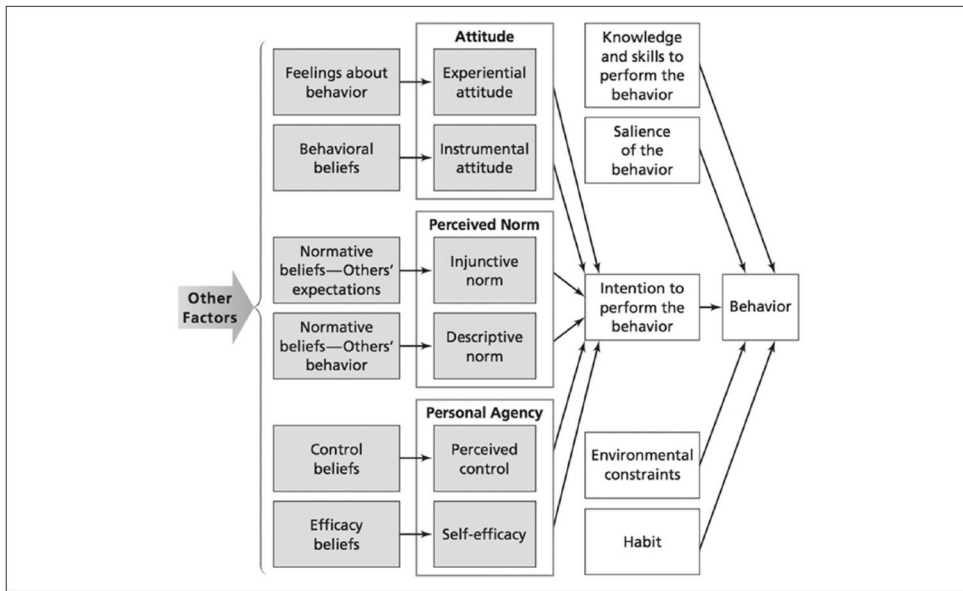 Other
Factors
Feelings about
behavior
Behavioral
beliefs
Normative
beliefs—Others'
expectations
Normative
beliefs—Others'
behavior
Control
beliefs
Efficacy
beliefs
Attitude
Experiential
attitude
Instrumental
attitude
Perceived Norm
Injunctive
norm
Descriptive
norm
Personal Agency
Perceived
control
Self-efficacy
Knowledge
and skills to
perform the
behavior
Salience
of the
behavior
Intention to
perform the
behavior
Environmental
constraints
Habit
Behavior